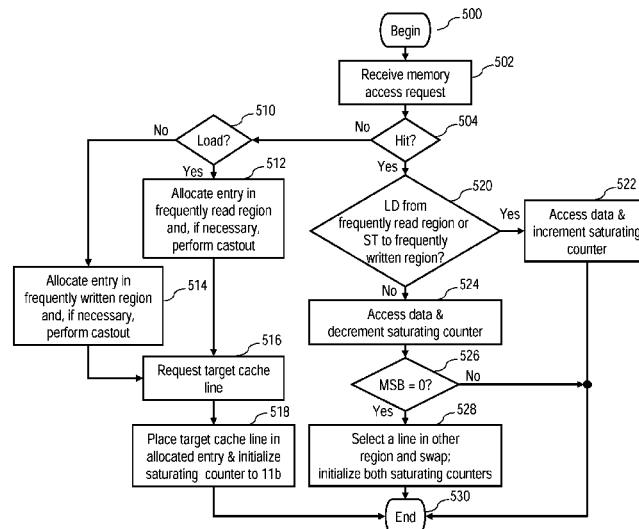 500
Begin
502
Receive memory
access request
510
504
No
Load?
No
Hit?
Yes
512
Yes
520
522
Allocate entry in
frequently read region
and, if necessary,
perform castout
LD from
frequently read region or
ST to frequently
written region?
Yes
Access data &
increment saturating
counter
Allocate entry in
frequently written region
and, if necessary,
perform castout
514
No
524
Access data &
decrement saturating counter
516
Request target cache
line
526
MSB = 0?
No
518
Yes
528
Place target cache line in
allocated entry & initialize
saturating counter to 11b
Select a line in other
region and swap;
initialize both saturating counters
530
End